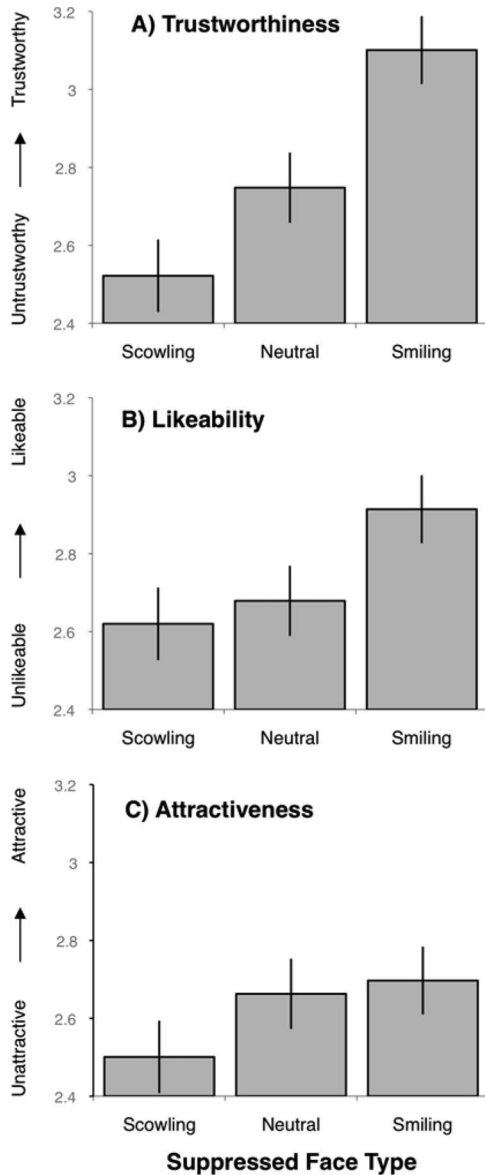 A) Trustworthiness
Untrustworthy → Trustworthy
3.2
3
2.8
2.6
2.4
Scowling Neutral Smiling
B) Likeability
Unlikeable → Likeable
3.2
3
2.8
2.6
2.4
Scowling Neutral Smiling
C) Attractiveness
Unattractive → Attractive
3.2
3
2.8
2.6
2.4
Scowling Neutral Smiling
Suppressed Face Type